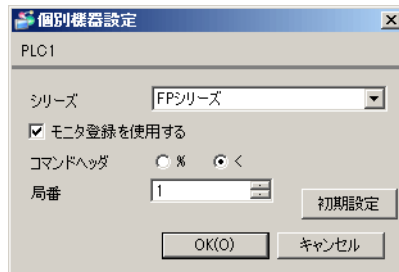 個別機器設定
PLC1
シリーズ FPシリーズ
モニタ登録を使用する
コマンドヘッダ % <
局番 1
初期設定
OK(O) キャンセル